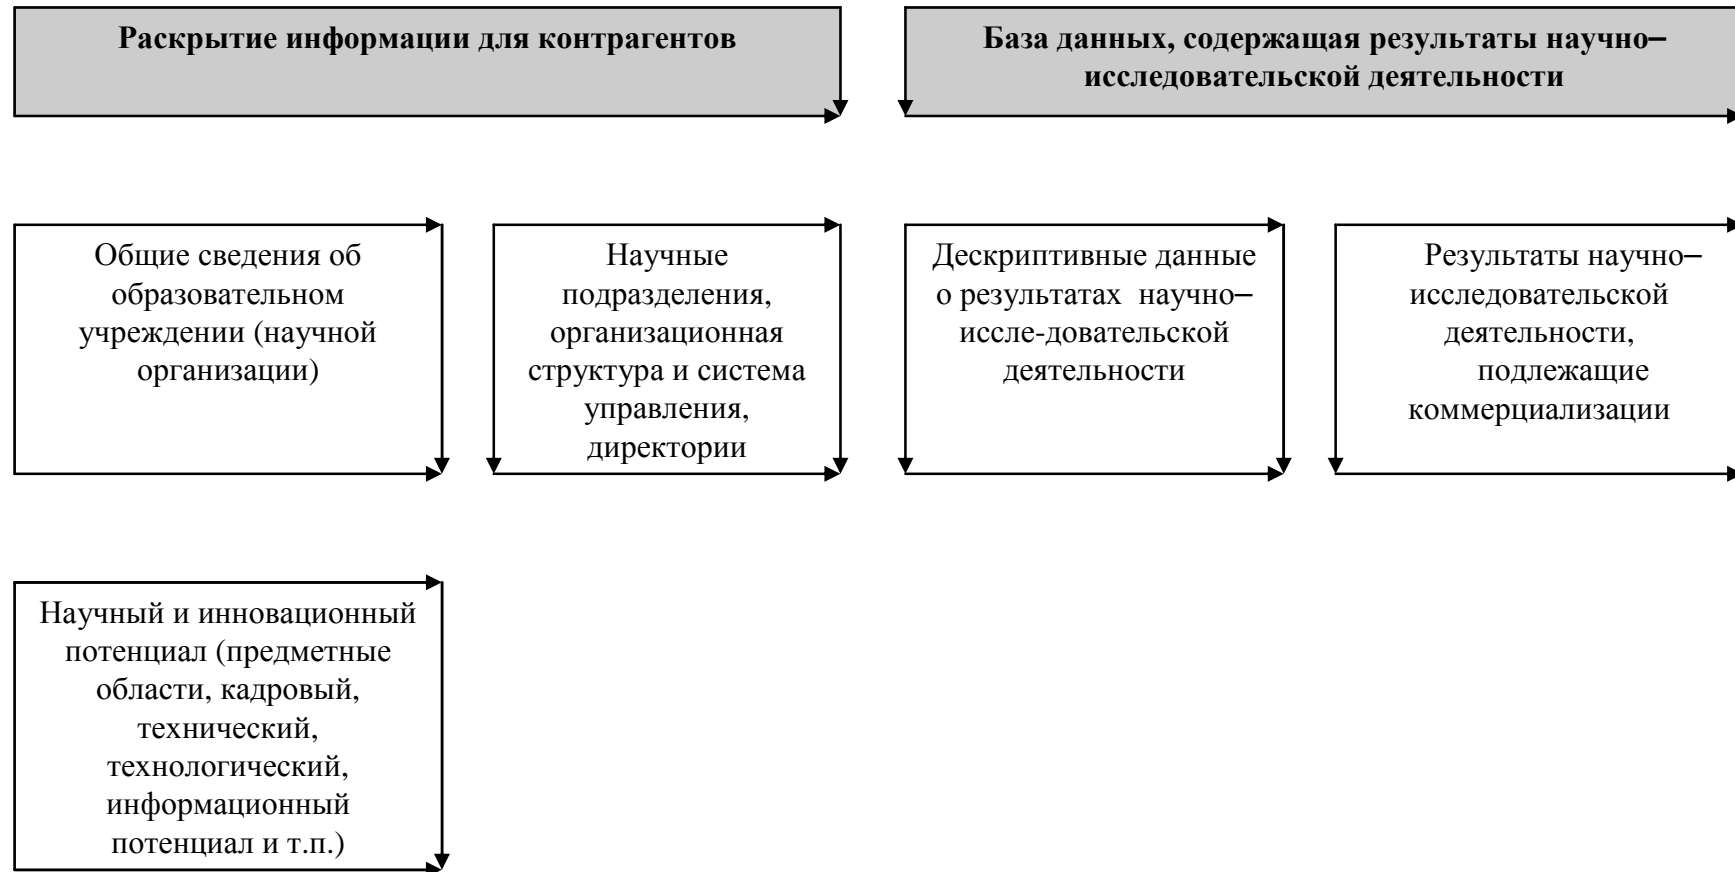 Раскрытие информации для контрагентов
База данных, содержащая результаты научно–
исследовательской деятельности
Общие сведения об
образовательном
учреждении (научной
организации)
Научные
подразделения,
организационная
структура и система
управления,
директории
Дескриптивные данные
о результатах научно–
иссле-довательской
деятельности
Результаты научно–
исследовательской
деятельности,
подлежащие
коммерциализации
Научный и инновационный
потенциал (предметные
области, кадровый,
технический,
технологический,
информационный
потенциал и т.п.)